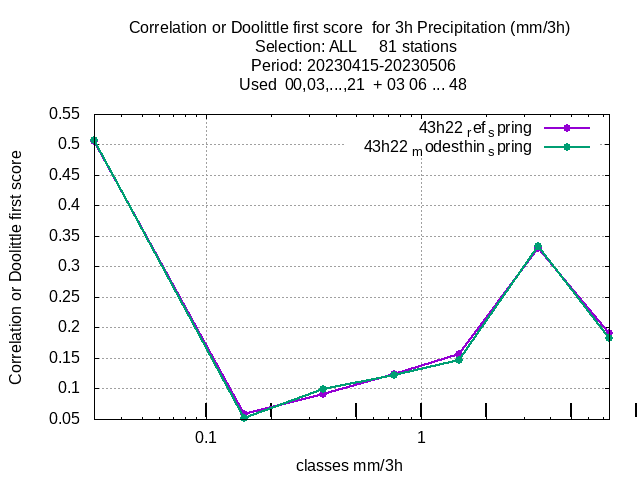 Correlation or Doolittle first score  for 3h Precipitation (mm/3h)
Selection: ALL     81 stations
Period: 20230415-20230506
Used  00,03,...,21  + 03 06 ... 48
43h22 ref spring
43h22 modesthin spring
0.55
0.5
0.45
0.4
0.35
0.3
0.25
0.2
0.15
0.1
0.05
Correlation or Doolittle first score
0.1
1
classes mm/3h